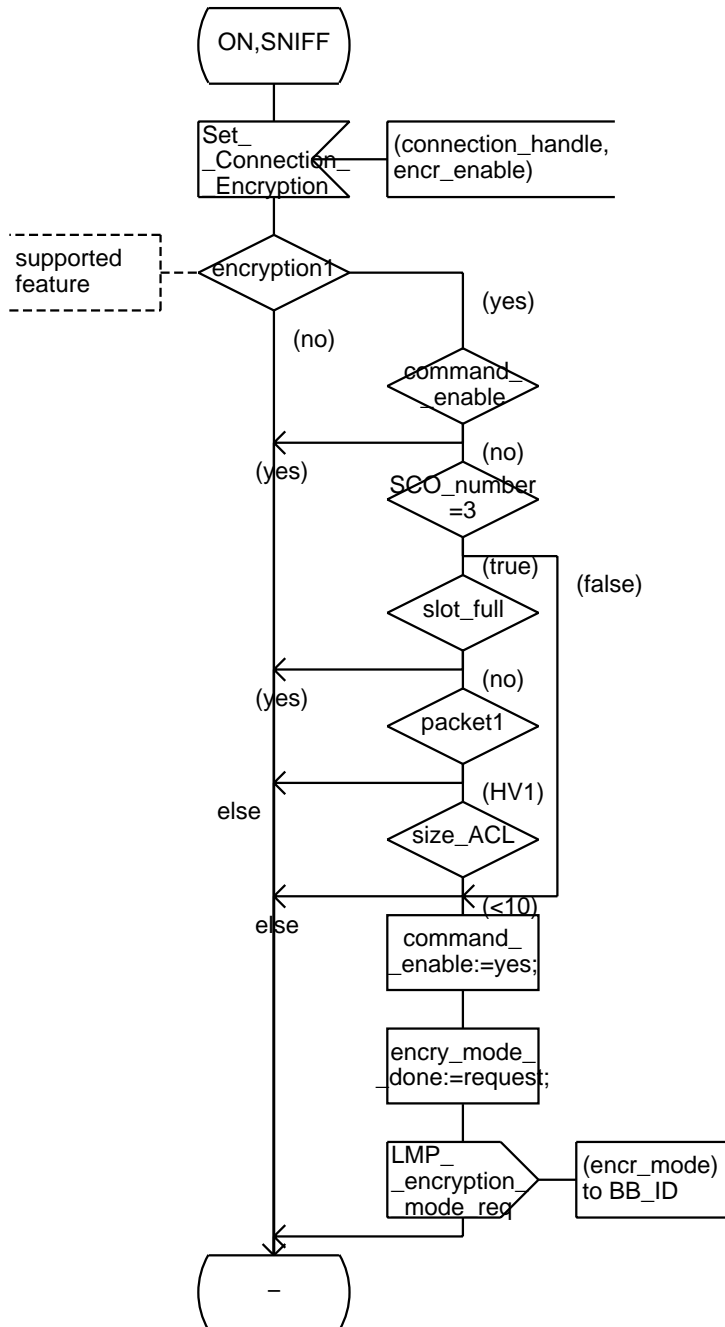 ON,SNIFF
Set_
_Connection_
_Encryption
(connection_handle,
encr_enable)
supported
feature
encryption1
(yes)
(no)
command_
_enable
(no)
(yes)
SCO_number
=3
(true)
(false)
slot_full
(no)
(yes)
packet1
(HV1)
else
size_ACL
(<10)
else
command_
_enable:=yes;
encry_mode_
_done:=request;
LMP_
_encryption_
_mode_req
(encr_mode)
to BB_ID
–